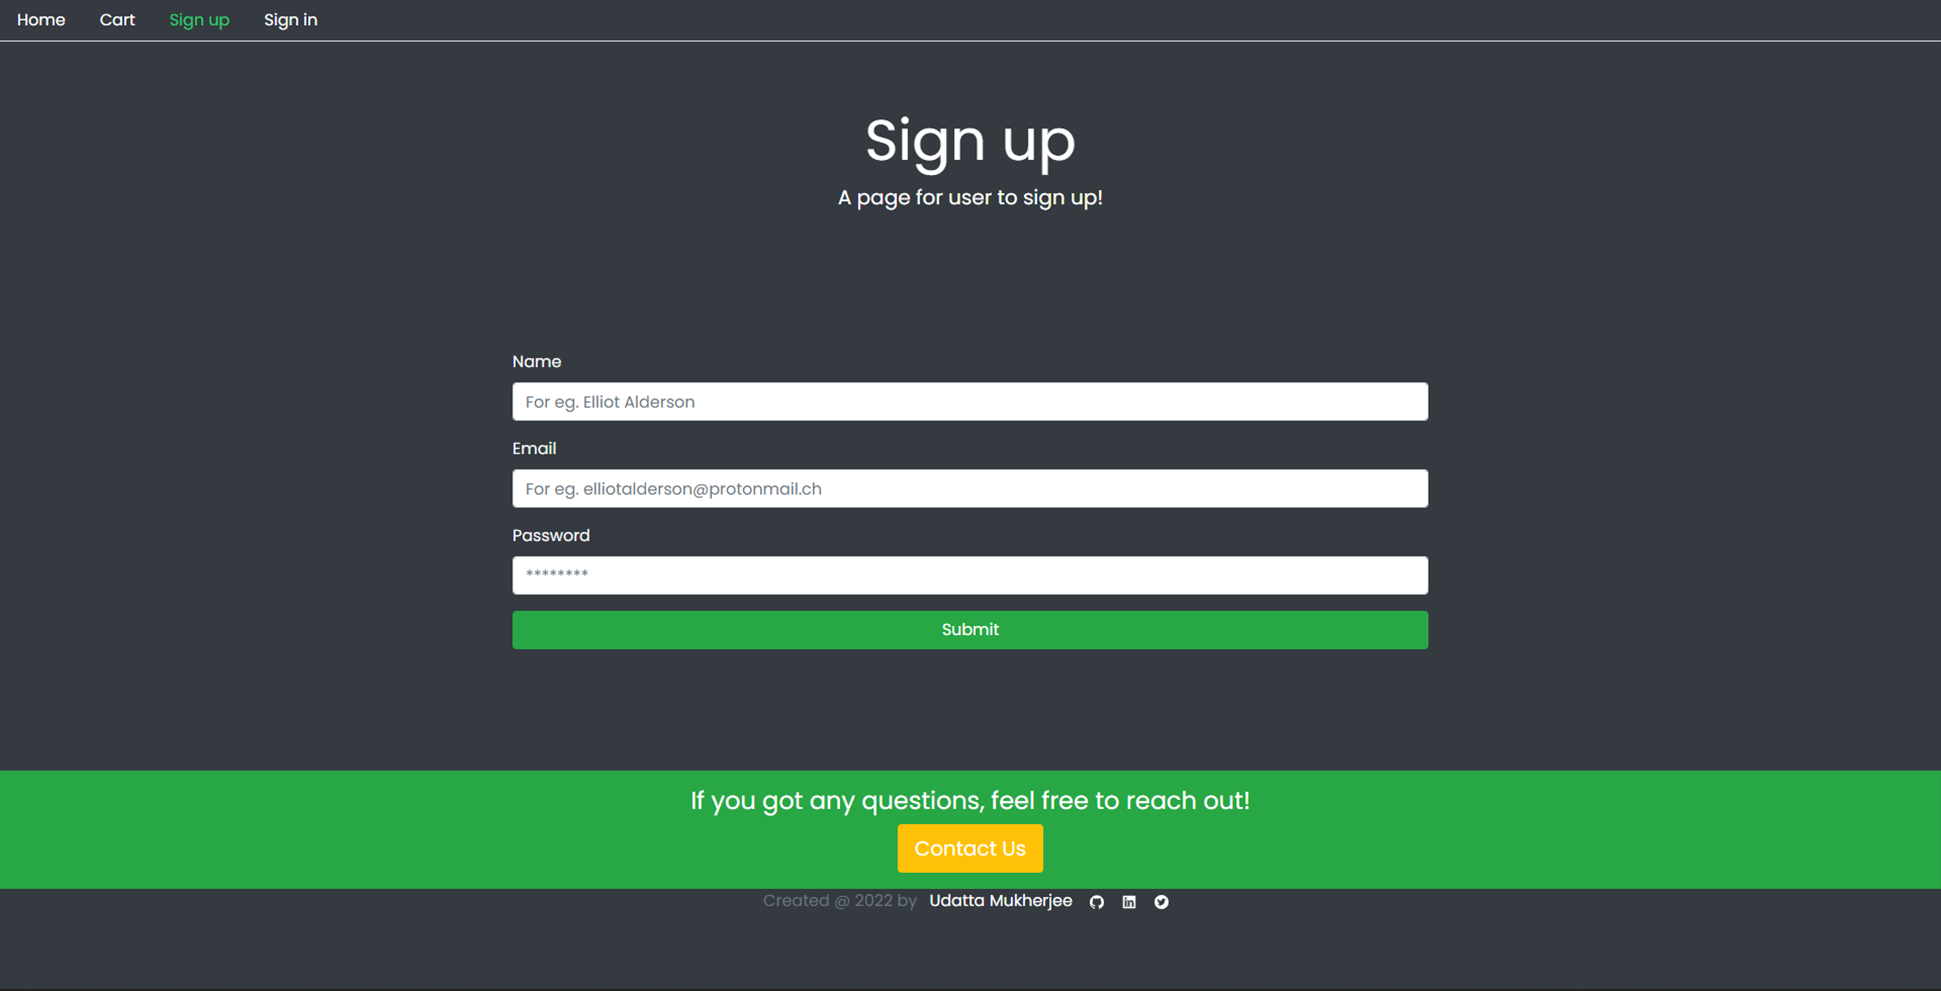 Home Cart Sign up Sign in
Sign up
A page for user to sign up!
Name
For eg. Elliot Alderson
Email
For eg. elliotalderson@protonmail.ch
Password
********
Submit
If you got any questions, feel free to reach out!
Contact Us
Created @ 2022 by Udatta Mukherjee